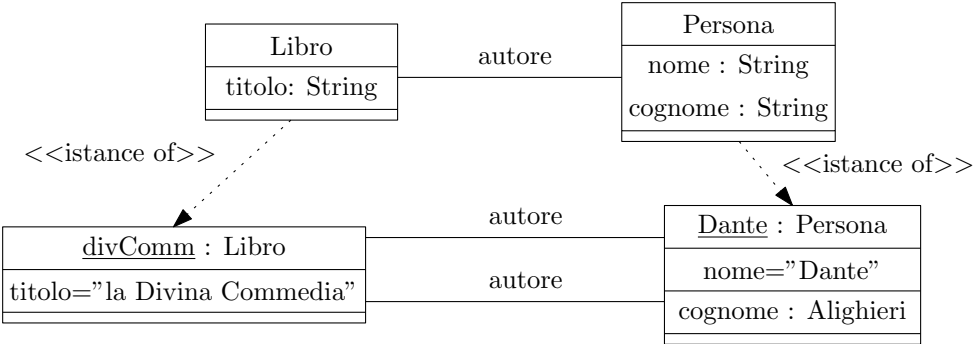 Libro
titolo: String
autore
Persona
nome : String
cognome : String
<<istance of>>
<<istance of>>
divComm : Libro
titolo=”la Divina Commedia”
autore
autore
Dante : Persona
nome=”Dante”
cognome : Alighieri